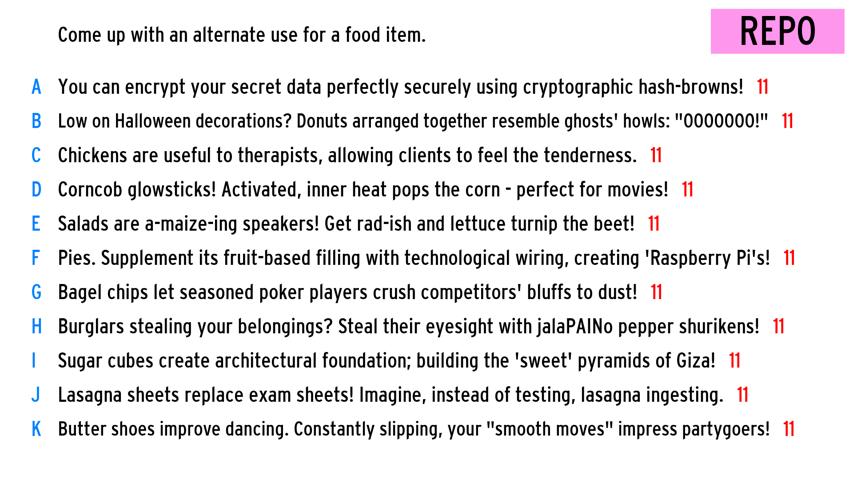 Come up with an alternate use for a food item.
REPO
A You can encrypt your secret data perfectly securely using cryptographic hash-browns! 11
B Low on Halloween decorations? Donuts arranged together resemble ghosts' howls: "OOOOOOO!" 11
C Chickens are useful to therapists, allowing clients to feel the tenderness. 11
D Corncob glowsticks! Activated, inner heat pops the corn - perfect for movies! 11
E Salads are a-maize-ing speakers! Get rad-ish and lettuce turnip the beet! 11
F Pies. Supplement its fruit-based filling with technological wiring, creating 'Raspberry Pi's! 11
G Bagel chips let seasoned poker players crush competitors' bluffs to dust! 11
H Burglars stealing your belongings? Steal their eyesight with jalaPAINo pepper shurikens! 11
I Sugar cubes create architectural foundation; building the 'sweet' pyramids of Giza! 11
J Lasagna sheets replace exam sheets! Imagine, instead of testing, lasagna ingesting. 11
K Butter shoes improve dancing. Constantly slipping, your "smooth moves" impress partygoers! 11